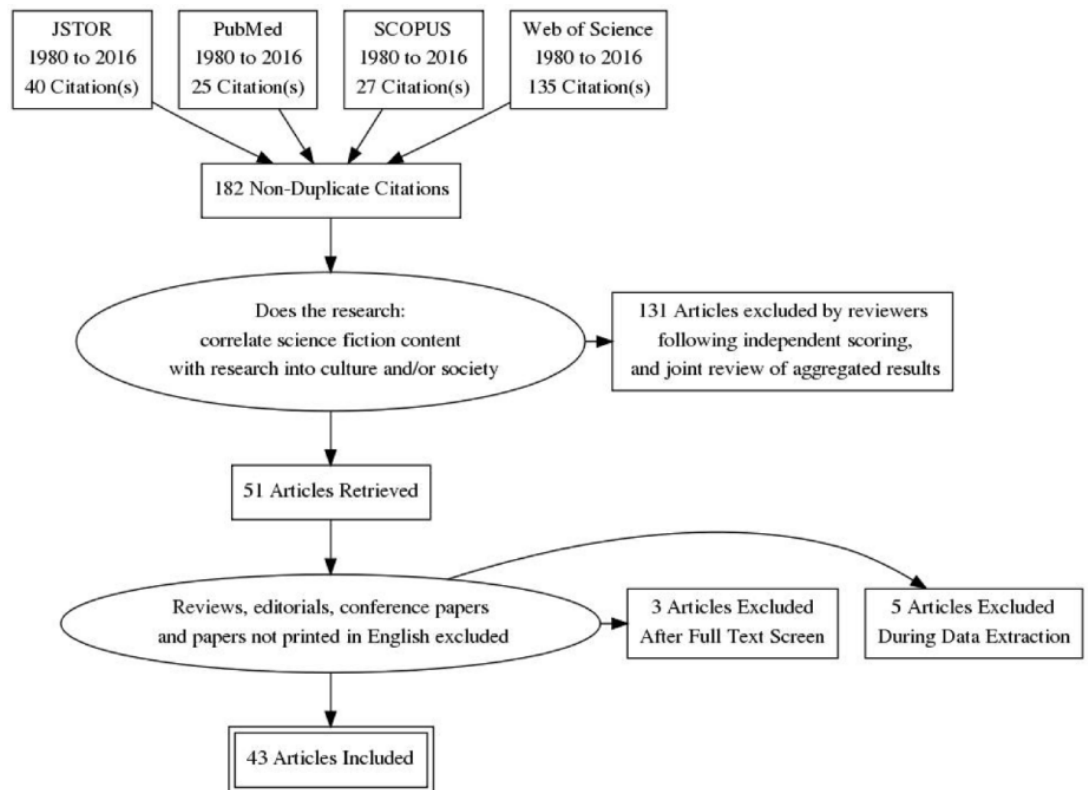 JSTOR
1980 to 2016
40 Citation(s)
PubMed
1980 to 2016
25 Citation(s)
SCOPUS
1980 to 2016
27 Citation(s)
Web of Science
1980 to 2016
135 Citation(s)
182 Non-Duplicate Citations
Does the research:
correlate science fiction content
with research into culture and/or society
131 Articles excluded by reviewers
following independent scoring,
and joint review of aggregated results
51 Articles Retrieved
Reviews, editorials, conference papers
and papers not printed in English excluded
3 Articles Excluded
After Full Text Screen
5 Articles Excluded
During Data Extraction
43 Articles Included